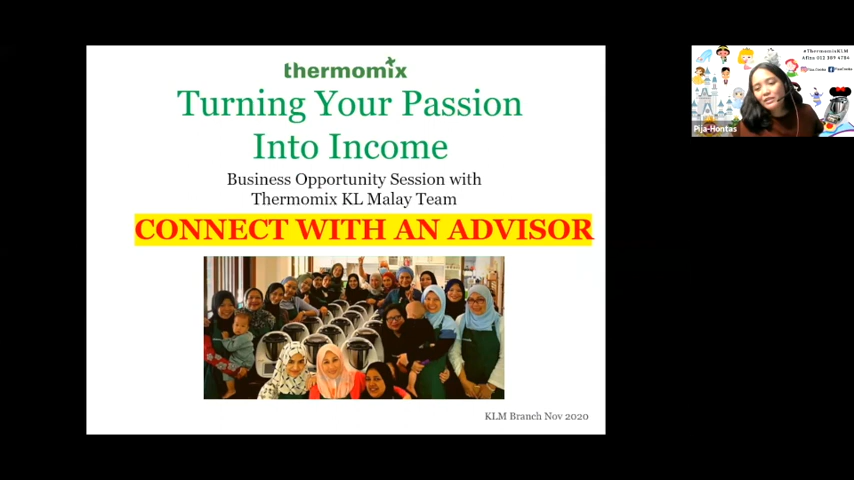 thermomix
Turning Your Passion
Into Income
Business Opportunity Session with
Thermomix KL Malay Team
CONNECT WITH AN ADVISOR
KLM Branch Nov 2020
#ThermomixKLM
Pija-Hontas